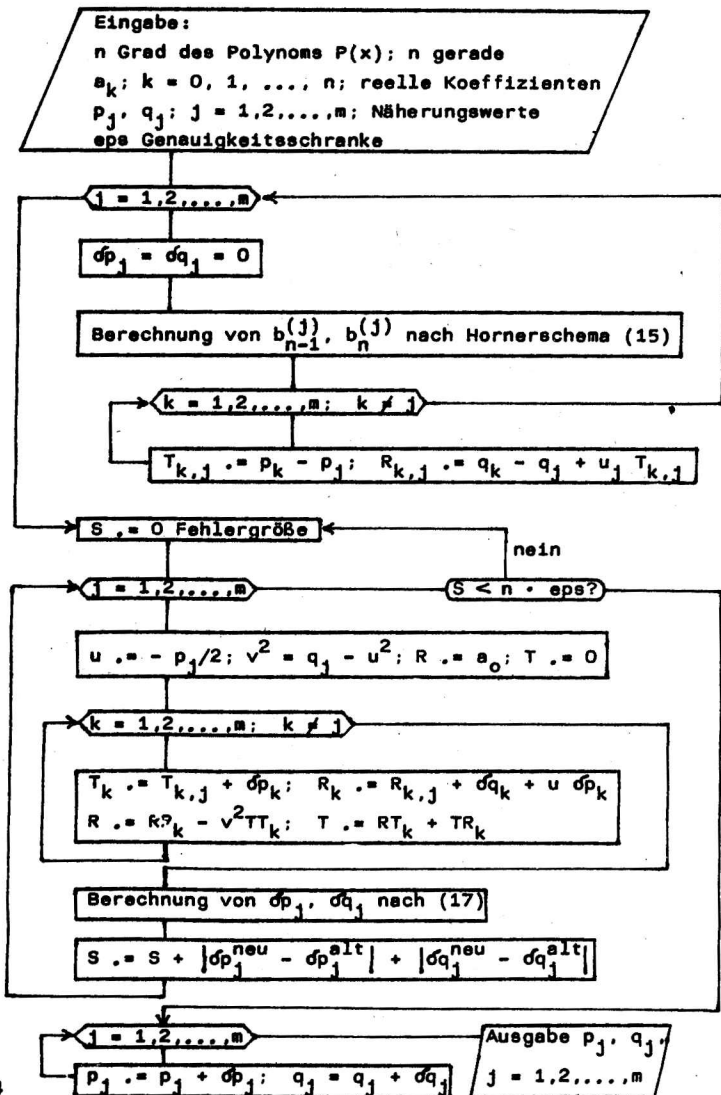 Eingabe:
n Grad des Polynoms P(x); n gerade
a_k; k = 0, 1, ..., n; reelle Koeffizienten
p_j, q_j; j = 1,2,...,m; Näherungswerte
eps Genauigkeitsschranke
j = 1,2,...,m
δp_j = δq_j = 0
Berechnung von b_{n-1}^{(j)}, b_n^{(j)} nach Hornerschema (15)
k = 1,2,...,m; k ≠ j
T_{k,j} .= p_k - p_j; R_{k,j} .= q_k - q_j + u_j T_{k,j}
S .= 0 Fehlergröße
nein
j = 1,2,...,m
S < n · eps?
u .= - p_j/2; v² = q_j - u²; R .= a_o; T .= 0
k = 1,2,...,m; k ≠ j
T_k .= T_{k,j} + δp_k; R_k .= R_{k,j} + δq_k + u δp_k
R .= RR_k - v²TT_k; T .= RT_k + TR_k
Berechnung von δp_j, δq_j nach (17)
S .= S + |δp_j^{neu} - δp_j^{alt}| + |δq_j^{neu} - δq_j^{alt}|
j = 1,2,...,m
Ausgabe p_j, q_j,
j = 1,2,...,m
p_j .= p_j + δp_j; q_j = q_j + δq_j